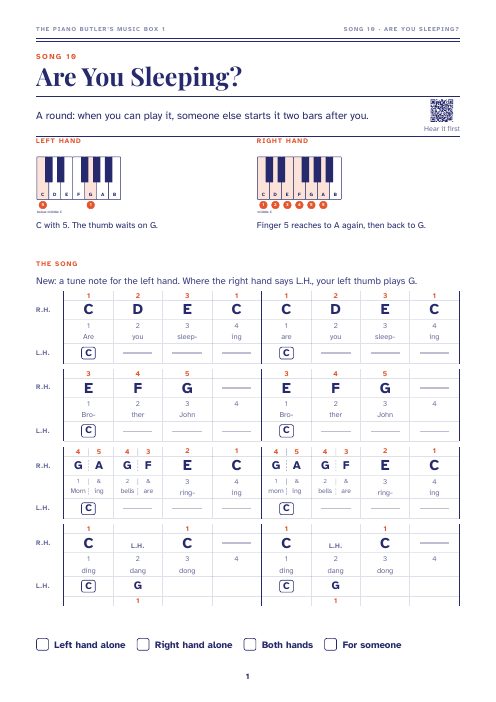 THE PIANO BUTLER'S MUSIC BOX 1 SONG 10 · ARE YOU SLEEPING?
SONG 10
Are You Sleeping?
A round: when you can play it, someone else starts it two bars after you.
Hear it first
LEFT HAND RIGHT HAND
C D E F G A B C D E F G A B
C with 5. The thumb waits on G. Finger 5 reaches to A again, then back to G.
THE SONG
New: a tune note for the left hand. Where the right hand says L.H., your left thumb plays G.
1 2 3 1 1 2 3 1
R.H. C D E C C D E C
1 2 3 4 1 2 3 4
Are you sleep- ing are you sleep- ing
L.H. C C
3 4 5 3 4 5
R.H. E F G E F G
1 2 3 4 1 2 3 4
Bro- ther John Bro- ther John
L.H. C C
4 5 4 3 2 1 4 5 4 3 2 1
R.H. G A G F E C G A G F E C
1 & 2 & 3 4 1 & 2 & 3 4
Morn ing bells are ring- ing morn ing bells are ring- ing
L.H. C C
1 1 1 1
R.H. C L.H. C C L.H. C
1 2 3 4 1 2 3 4
ding dang dong ding dang dong
L.H. C G C G
1 1
Left hand alone Right hand alone Both hands For someone
1